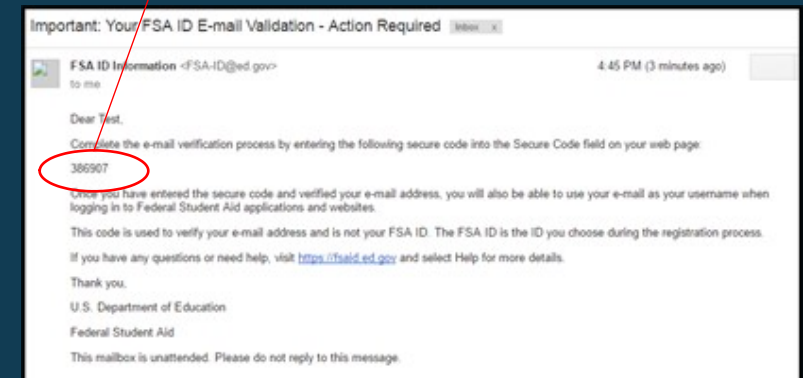 Important: Your FSA ID E-mail Validation - Action Required Inbox x
FSA ID Information <FSA-ID@ed.gov> 4:45 PM (3 minutes ago)
to me
Dear Test,
Complete the e-mail verification process by entering the following secure code into the Secure Code field on your web page:
386907
Once you have entered the secure code and verified your e-mail address, you will also be able to use your e-mail as your username when
logging in to Federal Student Aid applications and websites.
This code is used to verify your e-mail address and is not your FSA ID. The FSA ID is the ID you choose during the registration process.
If you have any questions or need help, visit https://fsaid.ed.gov and select Help for more details.
Thank you,
U.S. Department of Education
Federal Student Aid
This mailbox is unattended. Please do not reply to this message.